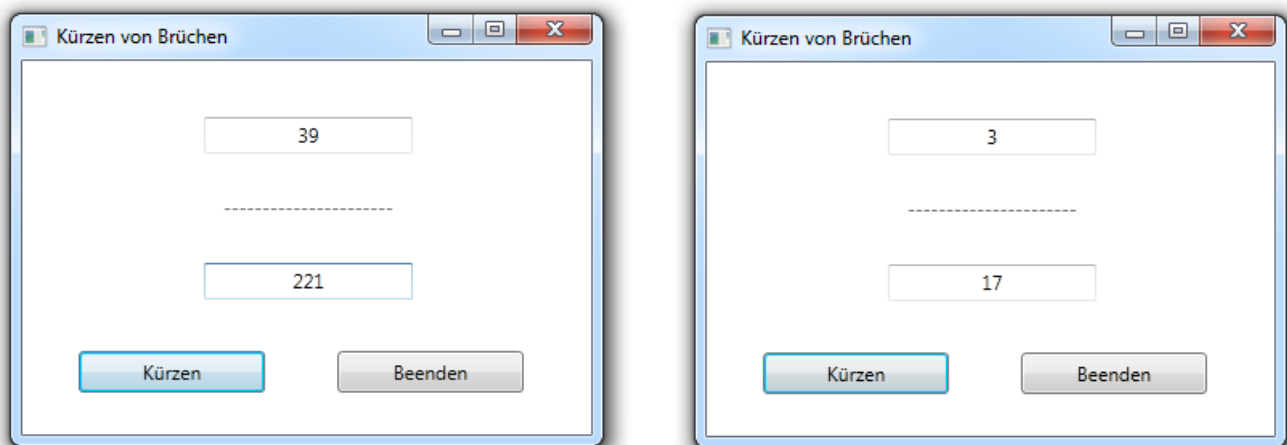 Kürzen von Brüchen
39
----------------------
221
Kürzen Beenden
Kürzen von Brüchen
3
----------------------
17
Kürzen Beenden